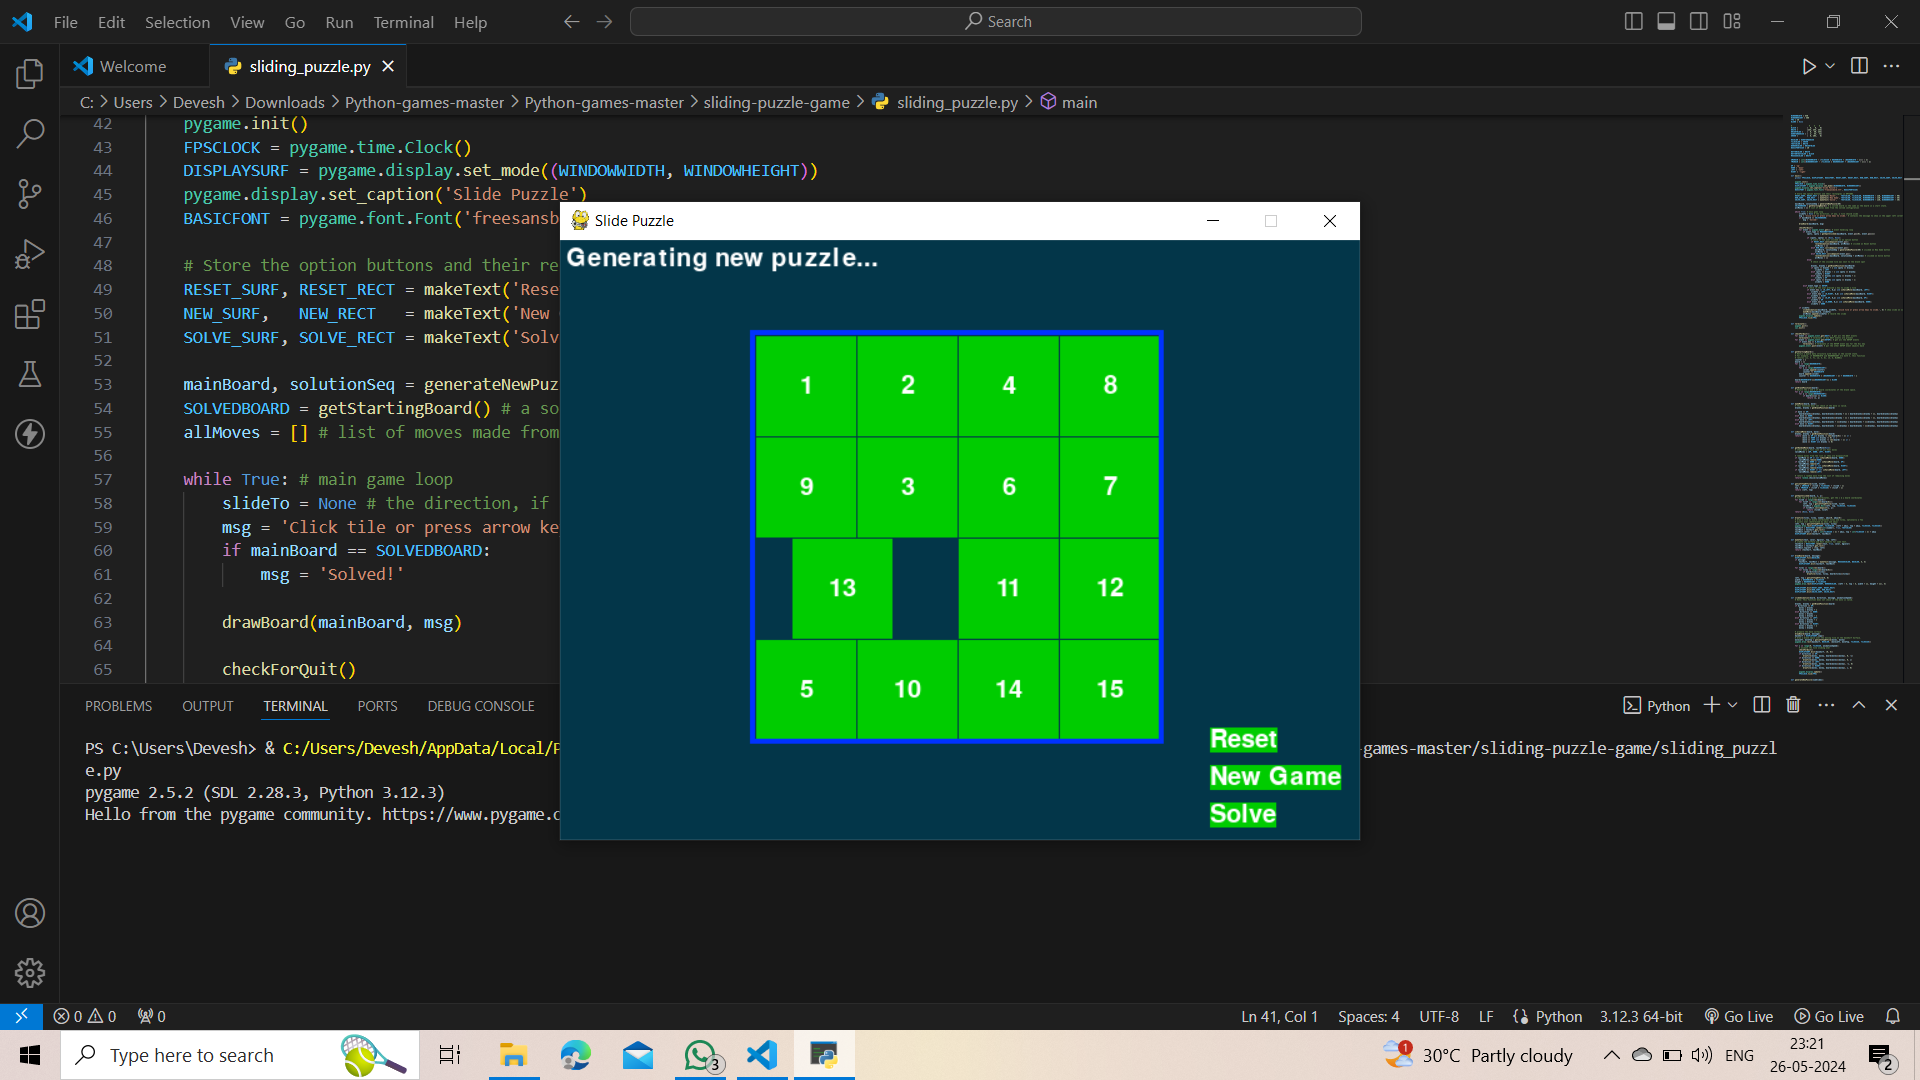 File Edit Selection View Go Run Terminal Help
Search
Welcome
sliding_puzzle.py
C: > Users > Devesh > Downloads > Python-games-master > Python-games-master > sliding-puzzle-game > sliding_puzzle.py > main
42 pygame.init()
43 FPSCLOCK = pygame.time.Clock()
44 DISPLAYSURF = pygame.display.set_mode((WINDOWWIDTH, WINDOWHEIGHT))
45 pygame.display.set_caption('Slide Puzzle')
46 BASICFONT = pygame.font.Font('freesansb
47
48 # Store the option buttons and their re
49 RESET_SURF, RESET_RECT = makeText('Rese
50 NEW_SURF, NEW_RECT = makeText('New
51 SOLVE_SURF, SOLVE_RECT = makeText('Solv
52
53 mainBoard, solutionSeq = generateNewPuz
54 SOLVEDBOARD = getStartingBoard() # a so
55 allMoves = [] # list of moves made from
56
57 while True: # main game loop
58 slideTo = None # the direction, if
59 msg = 'Click tile or press arrow ke
60 if mainBoard == SOLVEDBOARD:
61 msg = 'Solved!'
62
63 drawBoard(mainBoard, msg)
64
65 checkForQuit()
Slide Puzzle
Generating new puzzle...
1 2 4 8
9 3 6 7
13 11 12
5 10 14 15
Reset
New Game
Solve
PROBLEMS OUTPUT TERMINAL PORTS DEBUG CONSOLE
Python
PS C:\Users\Devesh> & C:/Users/Devesh/AppData/Local/P
-games-master/sliding-puzzle-game/sliding_puzzl
e.py
pygame 2.5.2 (SDL 2.28.3, Python 3.12.3)
Hello from the pygame community. https://www.pygame.c
0 0 0
Ln 41, Col 1 Spaces: 4 UTF-8 LF Python 3.12.3 64-bit Go Live Go Live
Type here to search
3
1
30°C Partly cloudy
ENG
23:21
26-05-2024
2